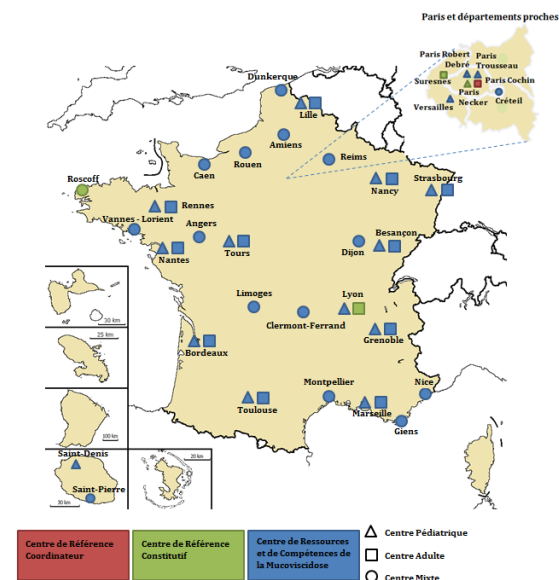 Paris et départements proches
Paris Robert
Debré
Paris
Trousseau
Suresnes
Paris Cochin
Paris
Necker
Créteil
Versailles
Dunkerque
Lille
Amiens
Rouen
Reims
Caen
Roscoff
Nancy
Strasbourg
Rennes
Vannes - Lorient
Angers
Besançon
Nantes
Tours
Dijon
Limoges
Lyon
Clermont-Ferrand
Grenoble
Bordeaux
Montpellier
Nice
Toulouse
Marseille
Giens
30 km
25 km
100 km
Saint-Denis
20 km
Saint-Pierre
30 km
Centre de Référence
Coordinateur
Centre de Référence
Constitutif
Centre de Ressources
et de Compétences de
la Mucoviscidose
Centre Pédiatrique
Centre Adulte
Centre Mixte